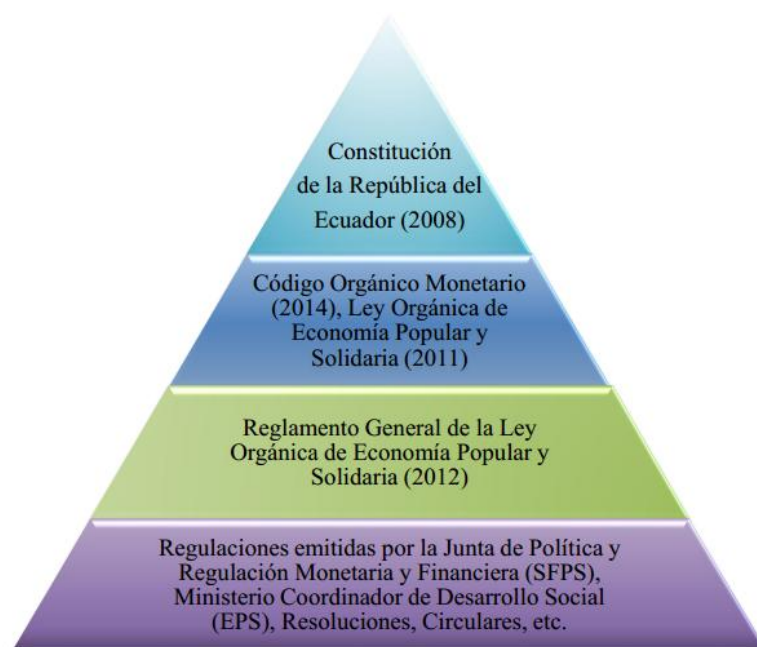 Constitución
de la República del
Ecuador (2008)
Código Orgánico Monetario
(2014), Ley Orgánica de
Economía Popular y
Solidaria (2011)
Reglamento General de la Ley
Orgánica de Economía Popular y
Solidaria (2012)
Regulaciones emitidas por la Junta de Política y
Regulación Monetaria y Financiera (SFPS),
Ministerio Coordinador de Desarrollo Social
(EPS), Resoluciones, Circulares, etc.